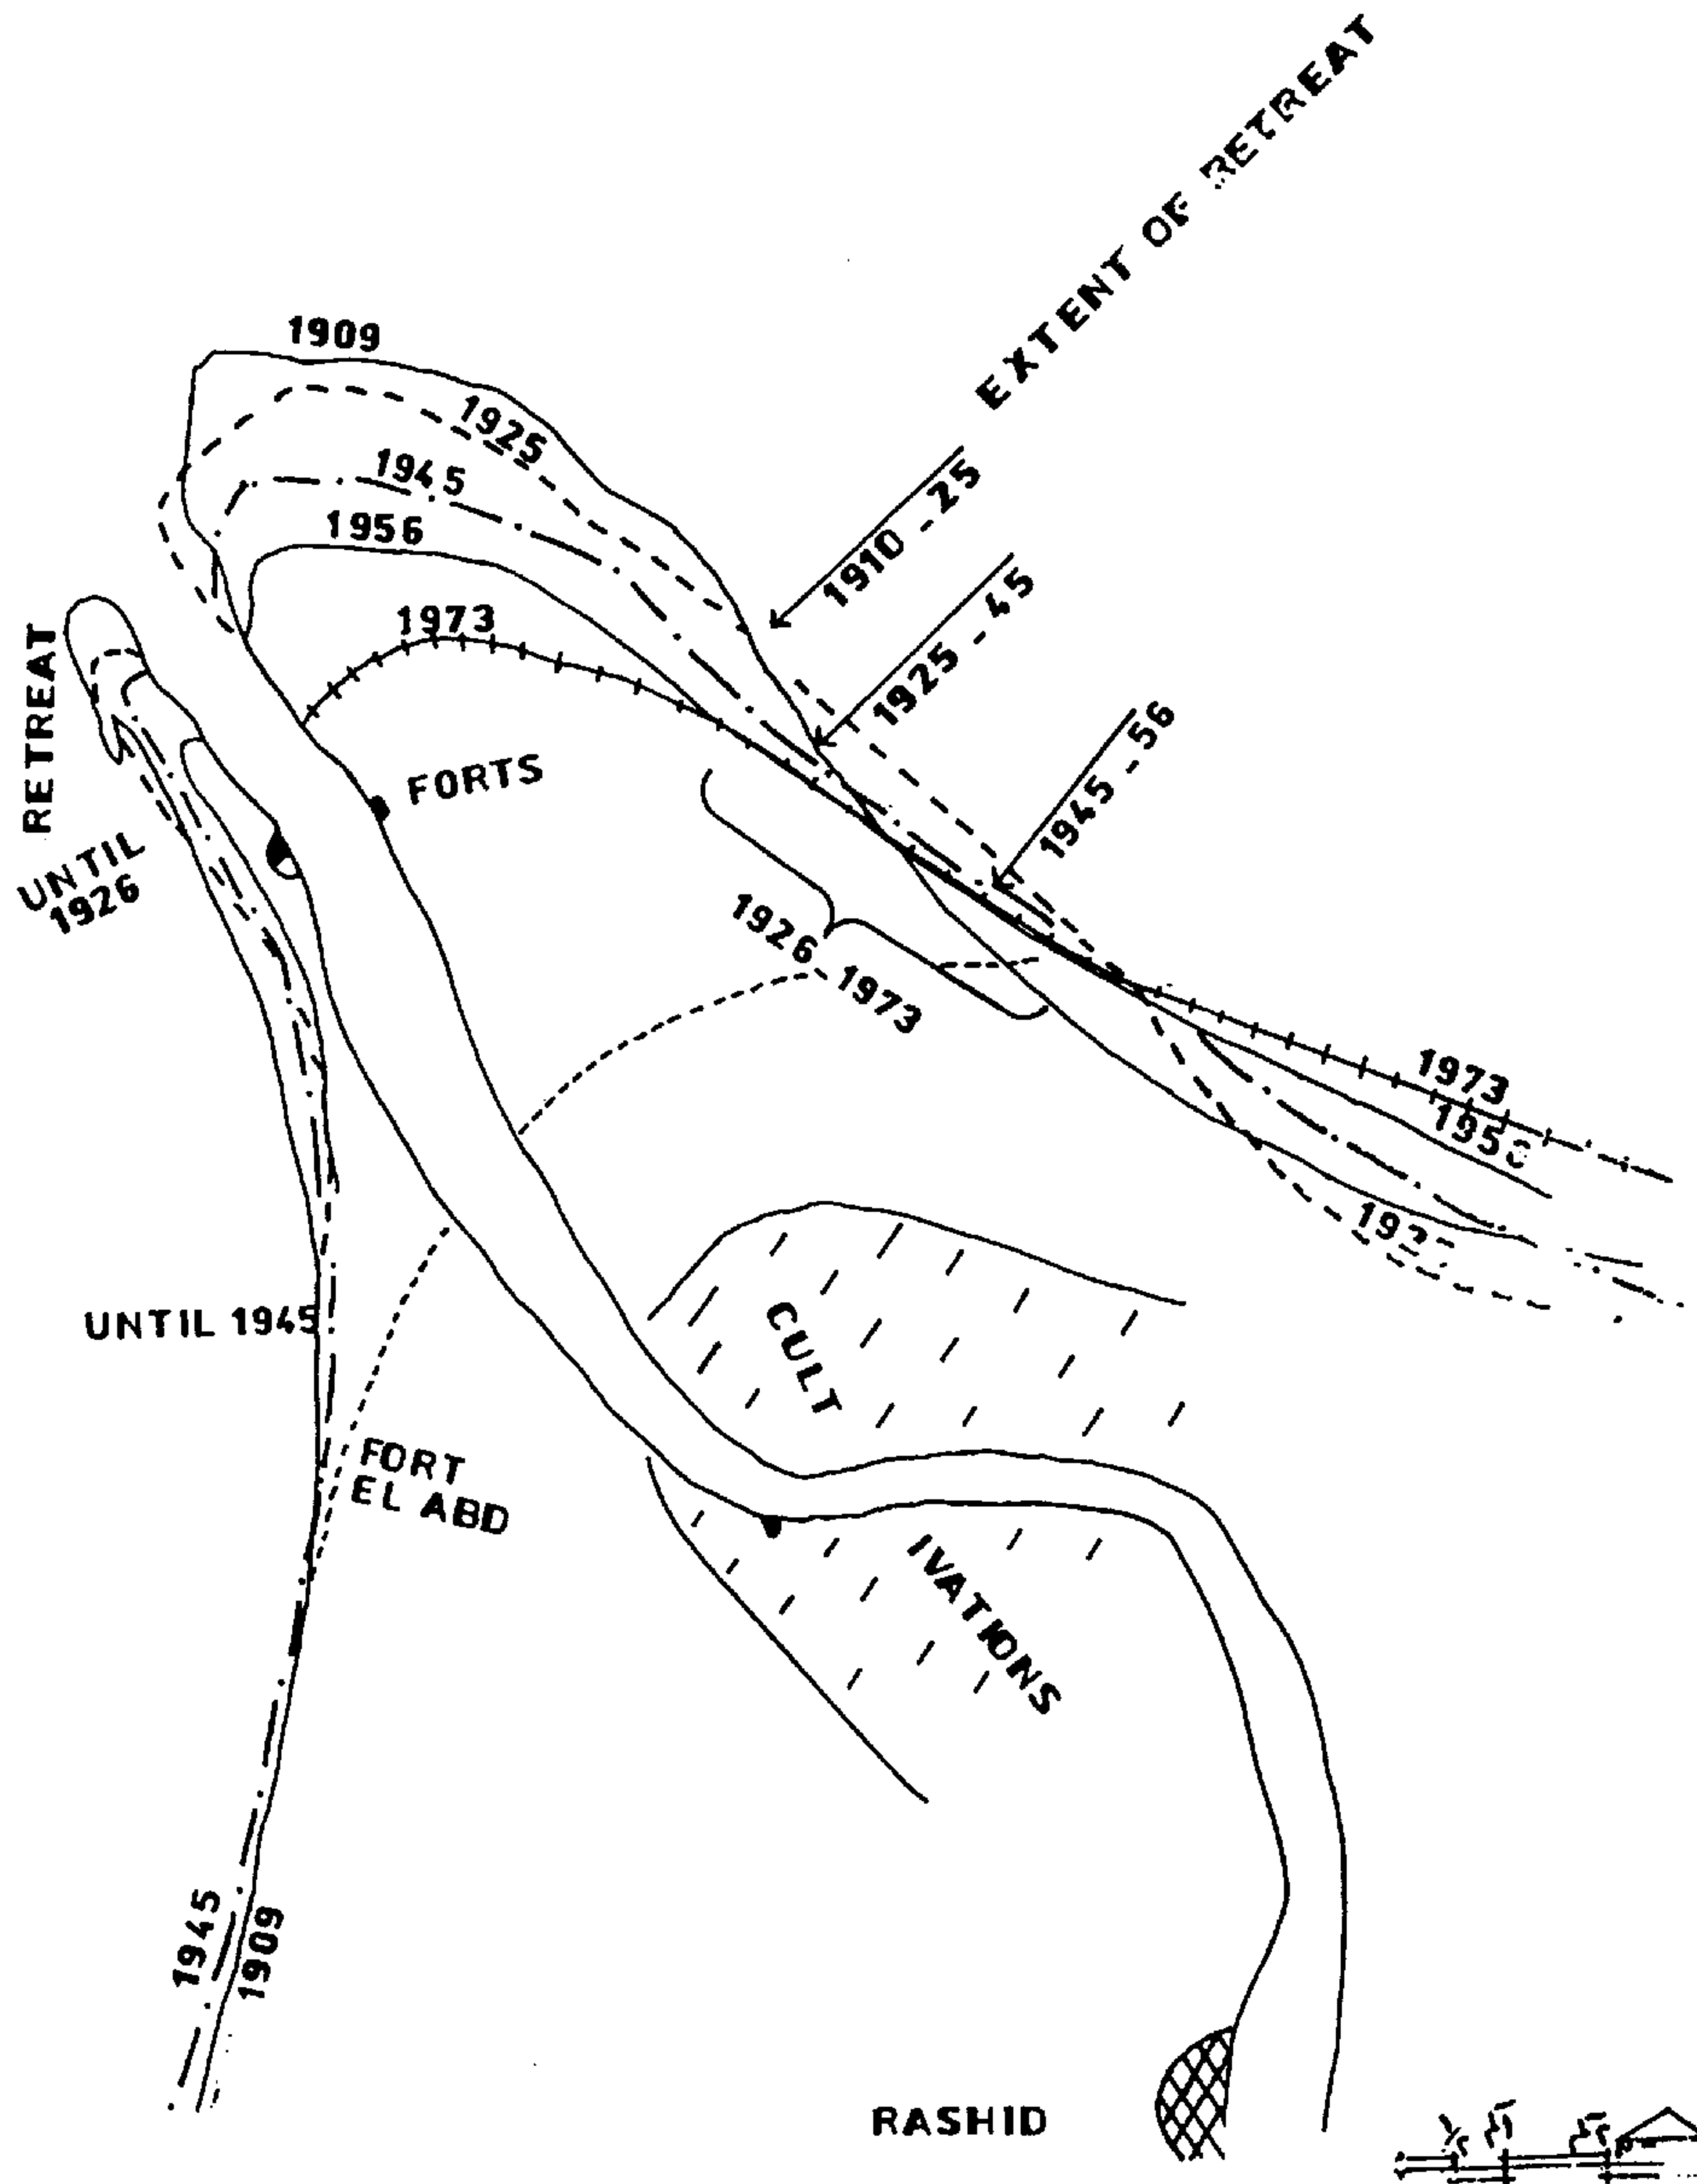 EXTENT OF RETREAT
1909
1925
1945
1956
1973
1910 - 25
1925 - 45
1945 - 56
RETREAT
UNTIL
1926
FORTS
1926 - 1973
1973
UNTIL 1945
CULT
IVATIONS
FORT
EL ABD
1945
1909
RASHID